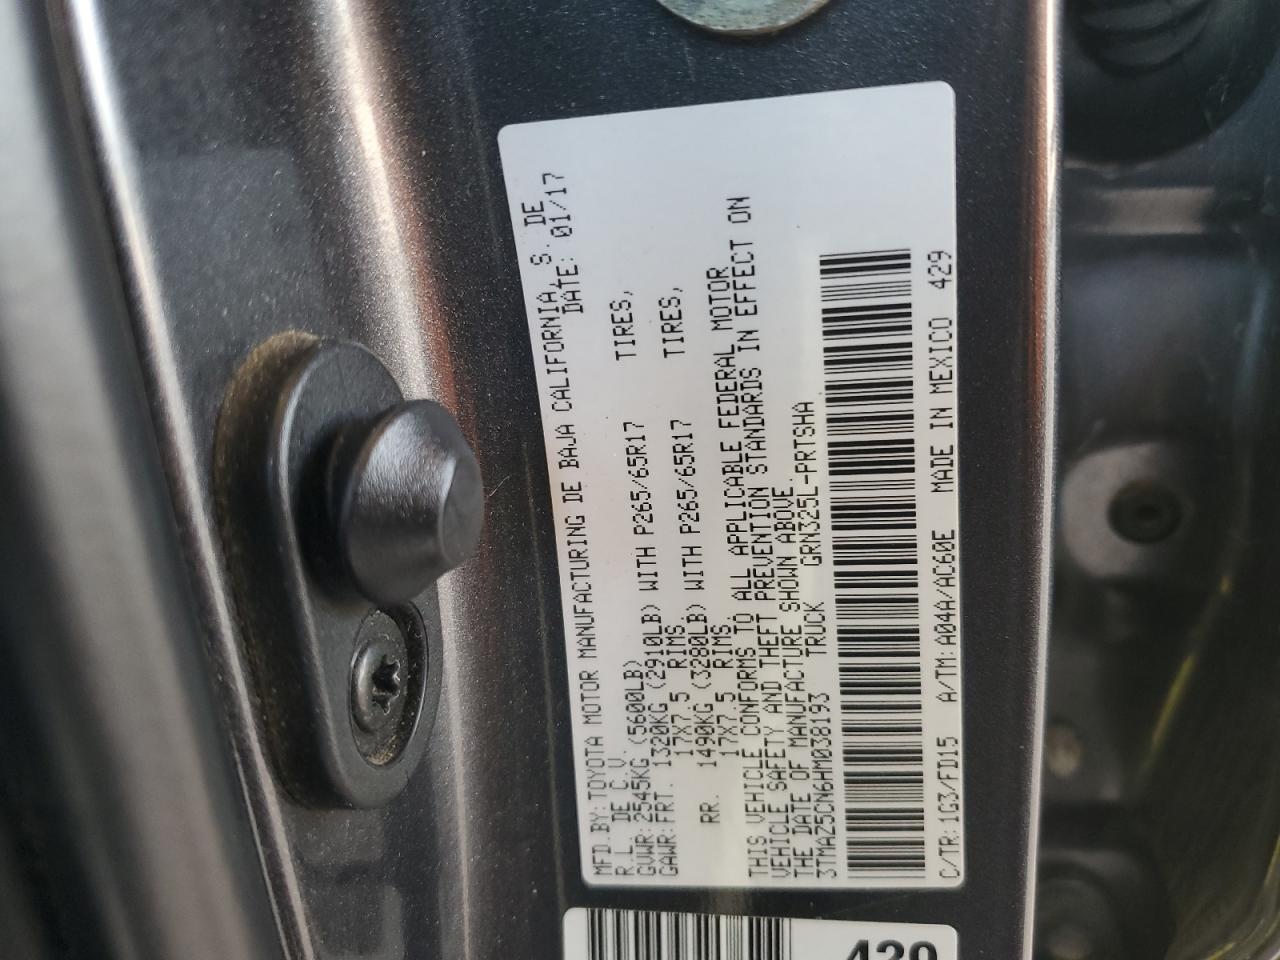 MFD.BY: TOYOTA MOTOR MANUFACTURING DE BAJA CALIFORNIA, S. DE
R.L. DE C.V. DATE: 01/17
GVWR: 2545KG (5600LB)
GAWR:FRT. 1320KG (2910LB) WITH P265/65R17 TIRES,
17X7.5 RIMS,
RR. 1490KG (3280LB) WITH P265/65R17 TIRES,
17X7.5 RIMS
THIS VEHICLE CONFORMS TO ALL APPLICABLE FEDERAL MOTOR
VEHICLE SAFETY AND THEFT PREVENTION STANDARDS IN EFFECT ON
THE DATE OF MANUFACTURE SHOWN ABOVE.
3TMAZ5CN6HM038193 TRUCK GRN325L-PRTSHA
C/TR:1G3/FD15 A/TM:A04A/AC60E MADE IN MEXICO 429